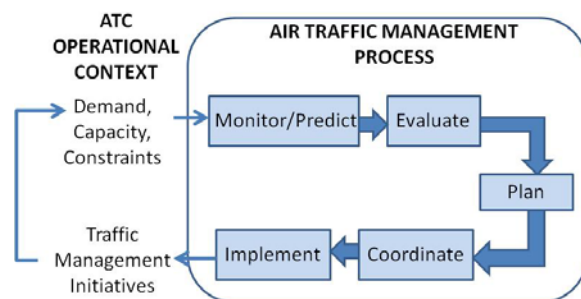 ATC
OPERATIONAL
CONTEXT
AIR TRAFFIC MANAGEMENT
PROCESS
Demand,
Capacity,
Constraints
Monitor/Predict
Evaluate
Plan
Coordinate
Implement
Traffic
Management
Initiatives